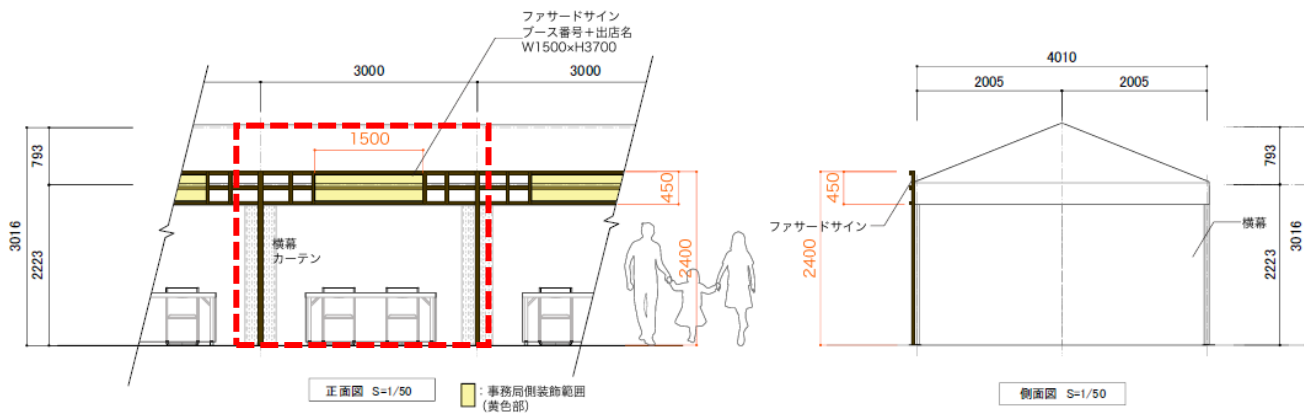 ファサードサイン
ブース番号＋出店名
W1500×H3700
3000
3000
1500
793
3016
2223
450
2400
横幕
カーテン
正面図 S=1/50
：事務局側装飾範囲
（黄色部）
4010
2005
2005
793
450
ファサードサイン
横幕
2400
2223
3016
側面図 S=1/50